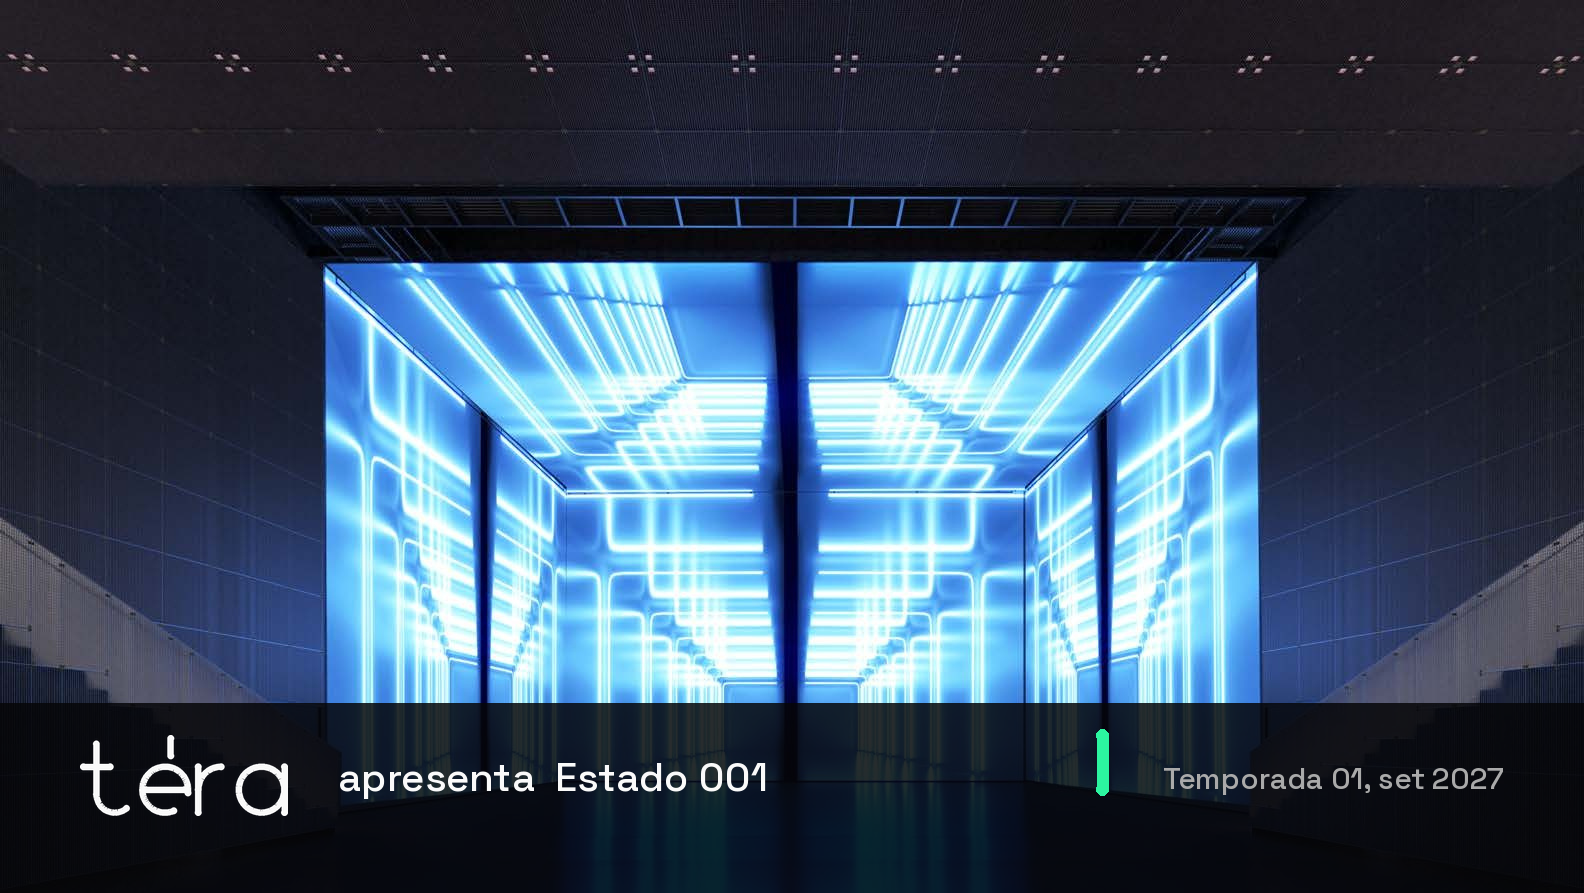 téra apresenta Estado 001
Temporada 01, set 2027